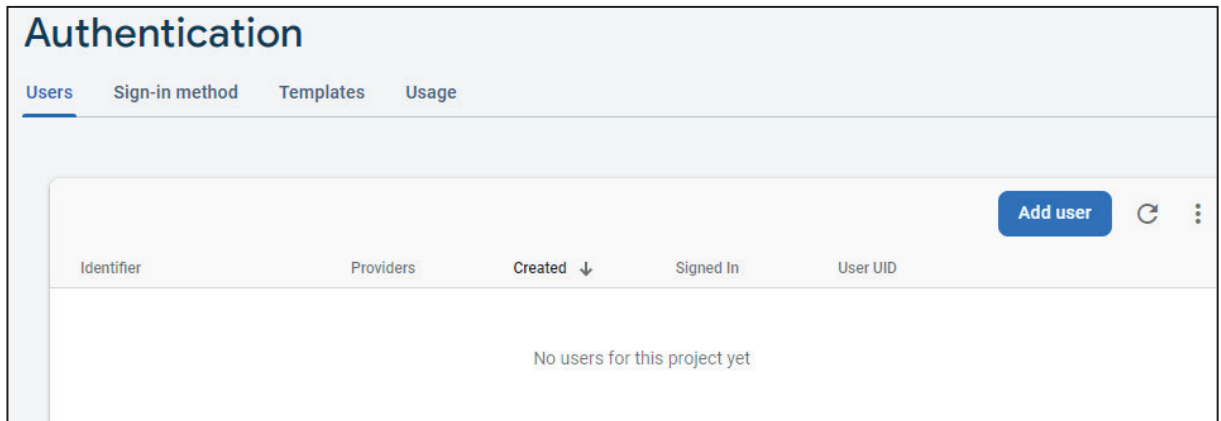 Authentication
Users Sign-in method Templates Usage
Add user
Identifier Providers Created Signed In User UID
No users for this project yet